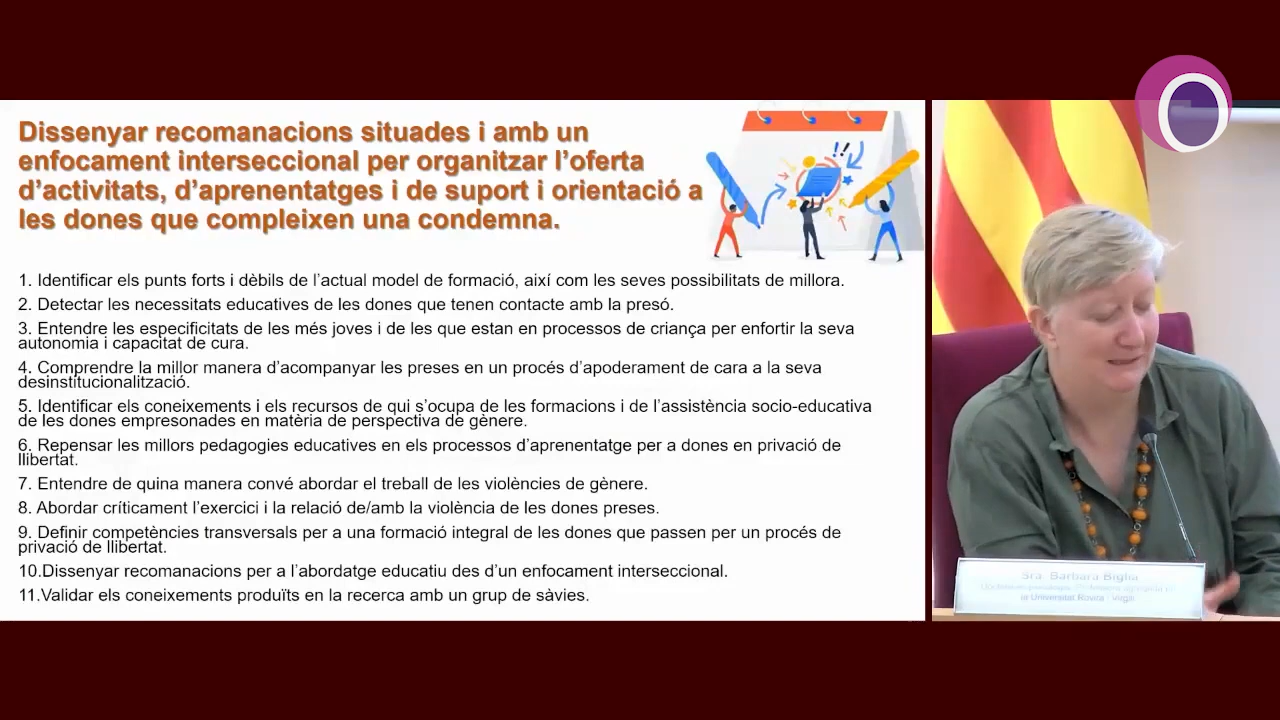 Dissenyar recomanacions situades i amb un
enfocament interseccional per organitzar l'oferta
d'activitats, d'aprenentatges i de suport i orientació a
les dones que compleixen una condemna.
1. Identificar els punts forts i dèbils de l'actual model de formació, així com les seves possibilitats de millora.
2. Detectar les necessitats educatives de les dones que tenen contacte amb la presó.
3. Entendre les especificitats de les més joves i de les que estan en processos de criança per enfortir la seva
autonomia i capacitat de cura.
4. Comprendre la millor manera d'acompanyar les preses en un procés d'apoderament de cara a la seva
desinstitucionalització.
5. Identificar els coneixements i els recursos de qui s'ocupa de les formacions i de l'assistència socio-educativa
de les dones empresonades en matèria de perspectiva de gènere.
6. Repensar les millors pedagogies educatives en els processos d'aprenentatge per a dones en privació de
llibertat.
7. Entendre de quina manera convé abordar el treball de les violències de gènere.
8. Abordar críticament l'exercici i la relació de/amb la violència de les dones preses.
9. Definir competències transversals per a una formació integral de les dones que passen per un procés de
privació de llibertat.
10.Dissenyar recomanacions per a l'abordatge educatiu des d'un enfocament interseccional.
11.Validar els coneixements produïts en la recerca amb un grup de sàvies.
Sra. Barbara Biglia
la Universitat Rovira i Virgili